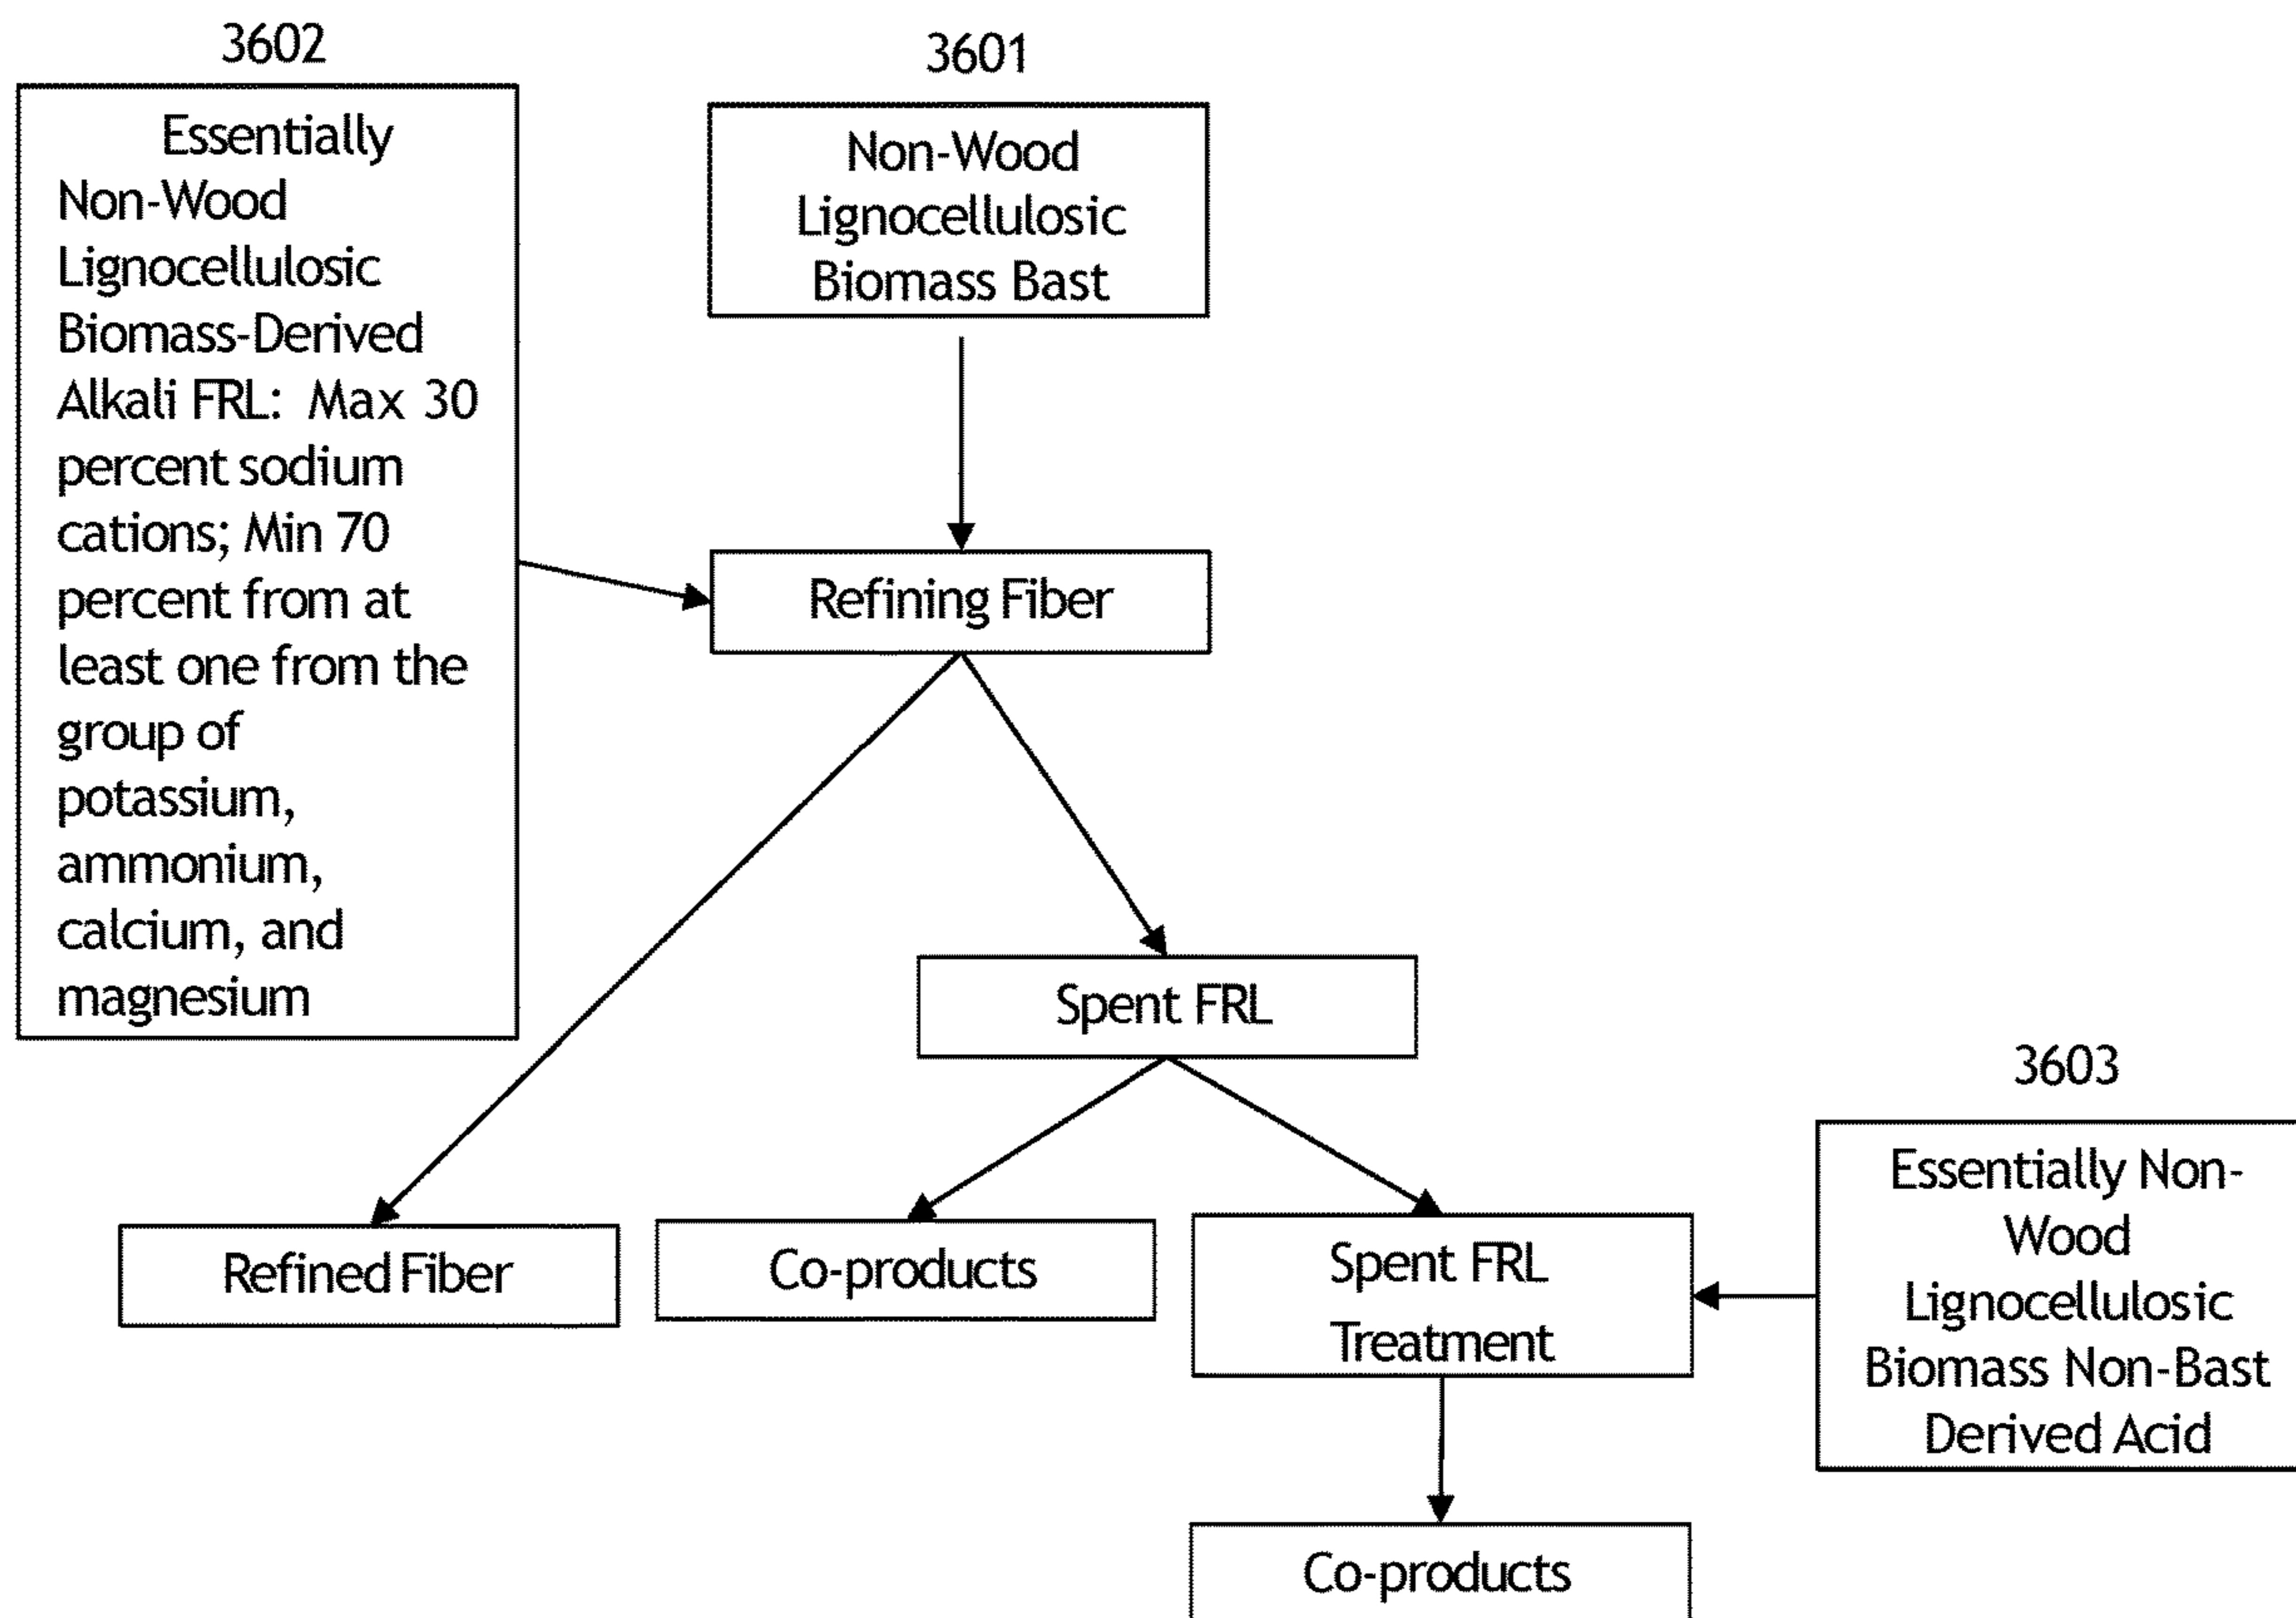 3602
Essentially
Non-Wood
Lignocellulosic
Biomass-Derived
Alkali FRL: Max 30
percent sodium
cations; Min 70
percent from at
least one from the
group of
potassium,
ammonium,
calcium, and
magnesium
3601
Non-Wood
Lignocellulosic
Biomass Bast
Refining Fiber
Spent FRL
Refined Fiber
Co-products
Spent FRL
Treatment
3603
Essentially Non-
Wood
Lignocellulosic
Biomass Non-Bast
Derived Acid
Co-products